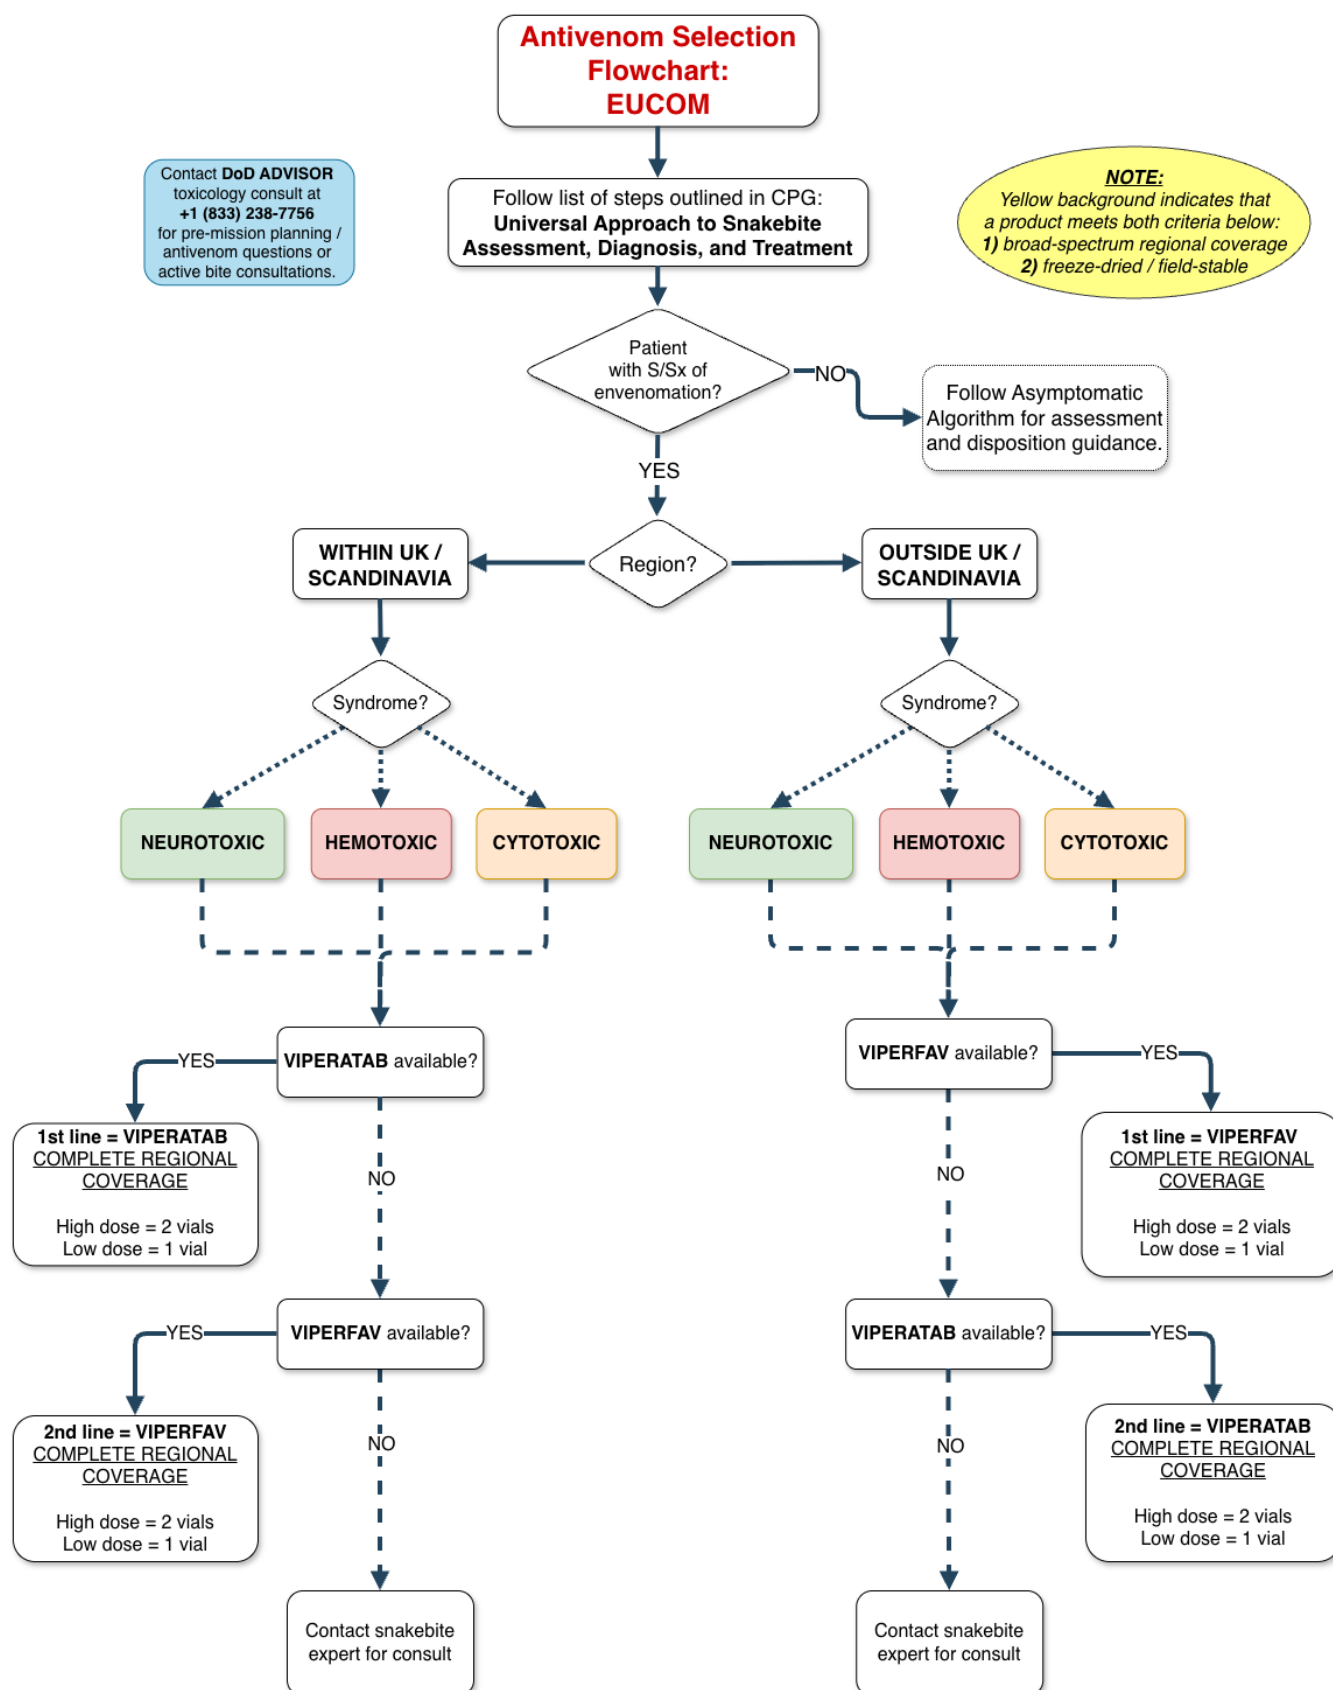 Antivenom Selection
Flowchart:
EUCOM
Contact DoD ADVISOR
toxicology consult at
+1 (833) 238-7756
for pre-mission planning /
antivenom questions or
active bite consultations.
Follow list of steps outlined in CPG:
Universal Approach to Snakebite
Assessment, Diagnosis, and Treatment
NOTE:
Yellow background indicates that
a product meets both criteria below:
1) broad-spectrum regional coverage
2) freeze-dried / field-stable
Patient
with S/Sx of
envenomation?
NO
Follow Asymptomatic
Algorithm for assessment
and disposition guidance.
YES
Region?
WITHIN UK /
SCANDINAVIA
OUTSIDE UK /
SCANDINAVIA
Syndrome?
Syndrome?
NEUROTOXIC
HEMOTOXIC
CYTOTOXIC
NEUROTOXIC
HEMOTOXIC
CYTOTOXIC
VIPERATAB available?
YES
1st line = VIPERATAB
COMPLETE REGIONAL
COVERAGE
High dose = 2 vials
Low dose = 1 vial
NO
VIPERFAV available?
YES
2nd line = VIPERFAV
COMPLETE REGIONAL
COVERAGE
High dose = 2 vials
Low dose = 1 vial
NO
Contact snakebite
expert for consult
VIPERFAV available?
YES
1st line = VIPERFAV
COMPLETE REGIONAL
COVERAGE
High dose = 2 vials
Low dose = 1 vial
NO
VIPERATAB available?
YES
2nd line = VIPERATAB
COMPLETE REGIONAL
COVERAGE
High dose = 2 vials
Low dose = 1 vial
NO
Contact snakebite
expert for consult